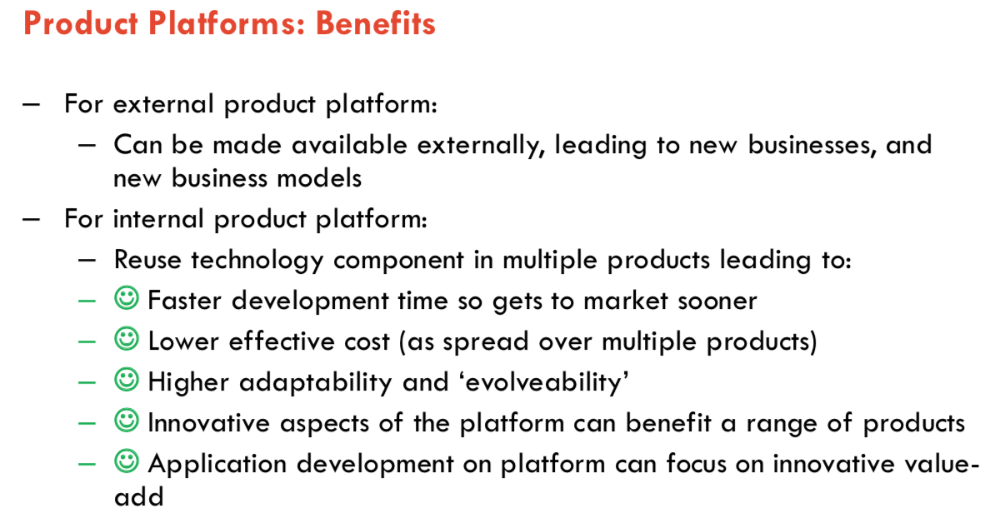 Product Platforms: Benefits
– For external product platform:
– Can be made available externally, leading to new businesses, and
new business models
– For internal product platform:
– Reuse technology component in multiple products leading to:
– ☺ Faster development time so gets to market sooner
– ☺ Lower effective cost (as spread over multiple products)
– ☺ Higher adaptability and ‘evolveability’
– ☺ Innovative aspects of the platform can benefit a range of products
– ☺ Application development on platform can focus on innovative value-
add